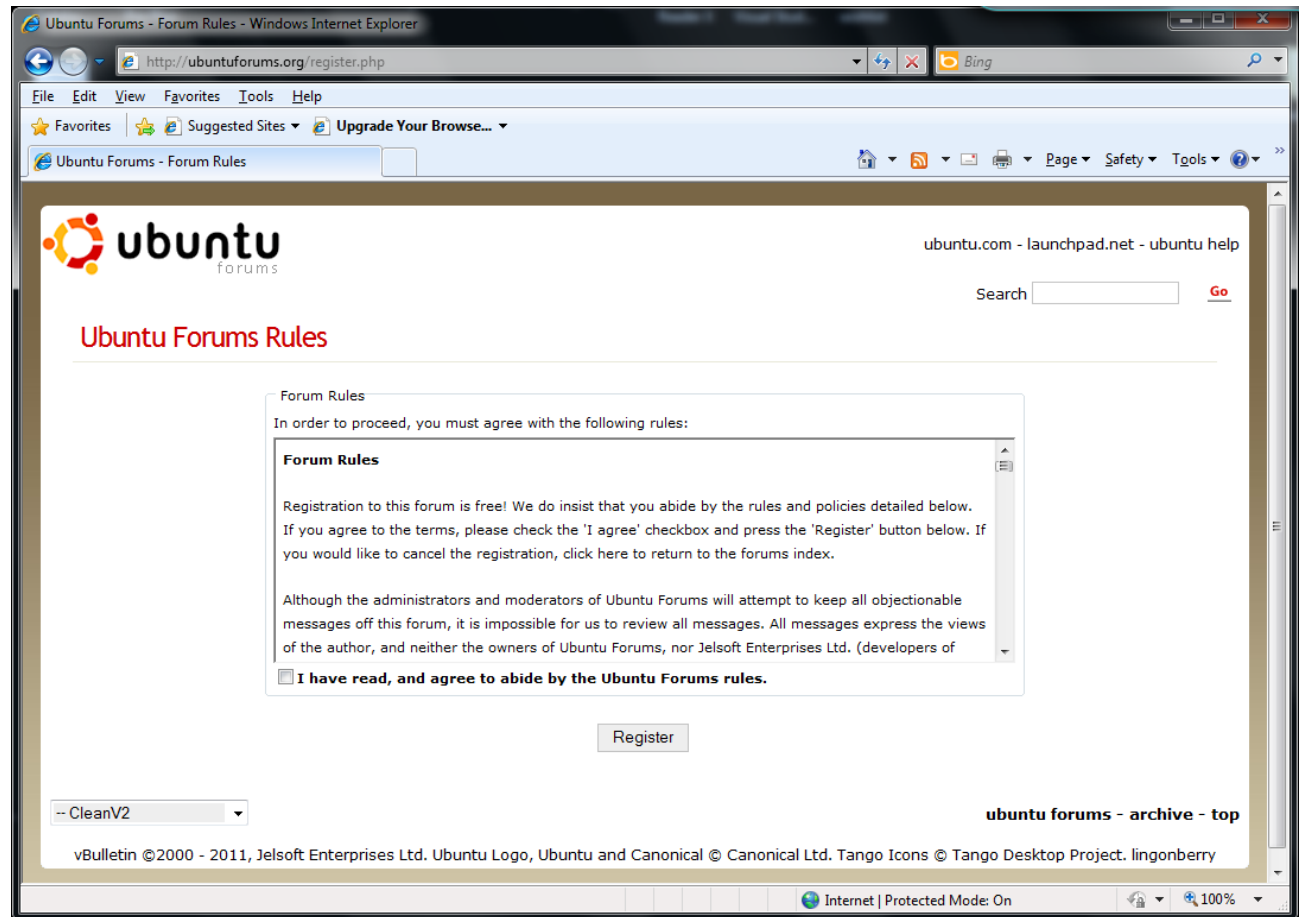 Ubuntu Forums - Forum Rules - Windows Internet Explorer
http://ubuntuforums.org/register.php
Bing
File Edit View Favorites Tools Help
Favorites Suggested Sites Upgrade Your Browse...
Ubuntu Forums - Forum Rules
Page Safety Tools
ubuntu
forums
ubuntu.com - launchpad.net - ubuntu help
Search Go
Ubuntu Forums Rules
Forum Rules
In order to proceed, you must agree with the following rules:
Forum Rules
Registration to this forum is free! We do insist that you abide by the rules and policies detailed below.
If you agree to the terms, please check the 'I agree' checkbox and press the 'Register' button below. If
you would like to cancel the registration, click here to return to the forums index.
Although the administrators and moderators of Ubuntu Forums will attempt to keep all objectionable
messages off this forum, it is impossible for us to review all messages. All messages express the views
of the author, and neither the owners of Ubuntu Forums, nor Jelsoft Enterprises Ltd. (developers of
I have read, and agree to abide by the Ubuntu Forums rules.
Register
-- CleanV2
ubuntu forums - archive - top
vBulletin ©2000 - 2011, Jelsoft Enterprises Ltd. Ubuntu Logo, Ubuntu and Canonical © Canonical Ltd. Tango Icons © Tango Desktop Project. lingonberry
Internet | Protected Mode: On
100%